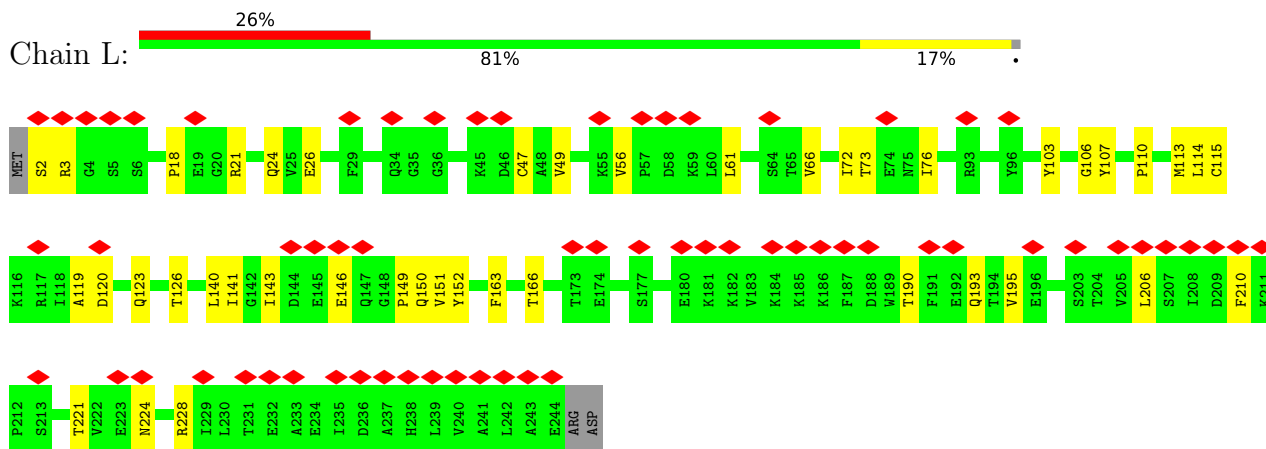 26%
Chain L:
81% 17% •
MET S2 R3 G4 S5 S6 P18 E19 G20 R21 Q24 V25 E26 F29 Q34 G35 G36 K45 D46 C47 A48 V49 K55 V56 P57 D58 K59 L60 L61 S64 T65 V66 I72 T73 E74 N75 I76 R93 Y96 Y103 G106 Y107 P110 M113 L114 C115
K116 R117 I118 A119 D120 Q123 T126 L140 I141 G142 I143 D144 E145 E146 Q147 G148 P149 Q150 V151 Y152 F163 T166 T173 E174 S177 E180 K181 K182 V183 K184 K185 K186 F187 D188 W189 T190 F191 E192 Q193 T194 V195 E196 S203 T204 V205 L206 S207 I208 D209 F210 K211
P212 S213 T221 V222 E223 N224 R228 I229 L230 T231 E232 A233 E234 I235 D236 A237 H238 L239 V240 A241 L242 A243 E244 ARG ASP